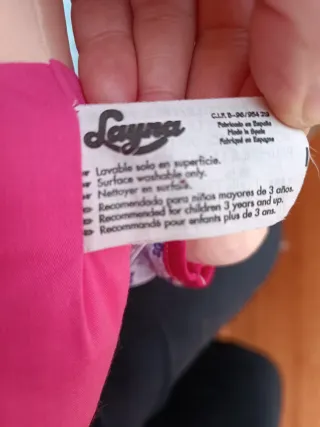 Layna
C.I.F. B-96/954 29
Fabricado en España
Made in Spain
Fabriqué en Espagne
Lavable solo en superficie.
Surface washable only.
Nettoyer en surface.
Recomendado para niños mayores de 3 años.
Recommended for children 3 years and up.
Recommandé pour enfants plus de 3 ans.